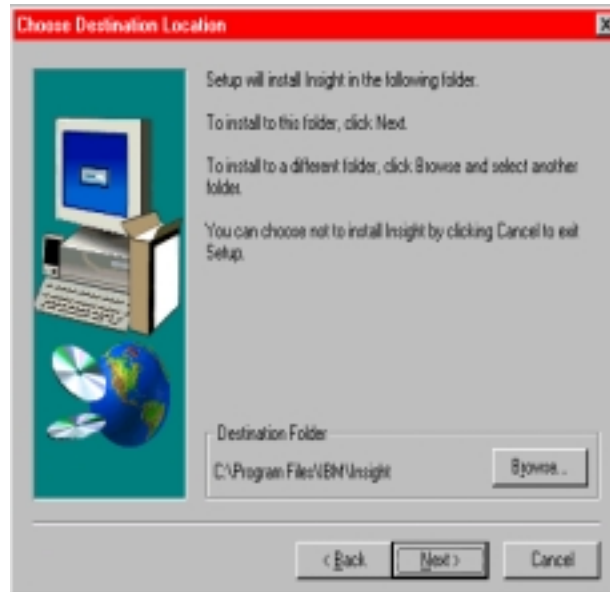 Choose Destination Location
Setup will install Insight in the following folder.
To install to this folder, click Next.
To install to a different folder, click Browse and select another
folder.
You can choose not to install Insight by clicking Cancel to exit
Setup.
Destination Folder
C:\Program Files\IBM\Insight
Browse...
< Back
Next >
Cancel